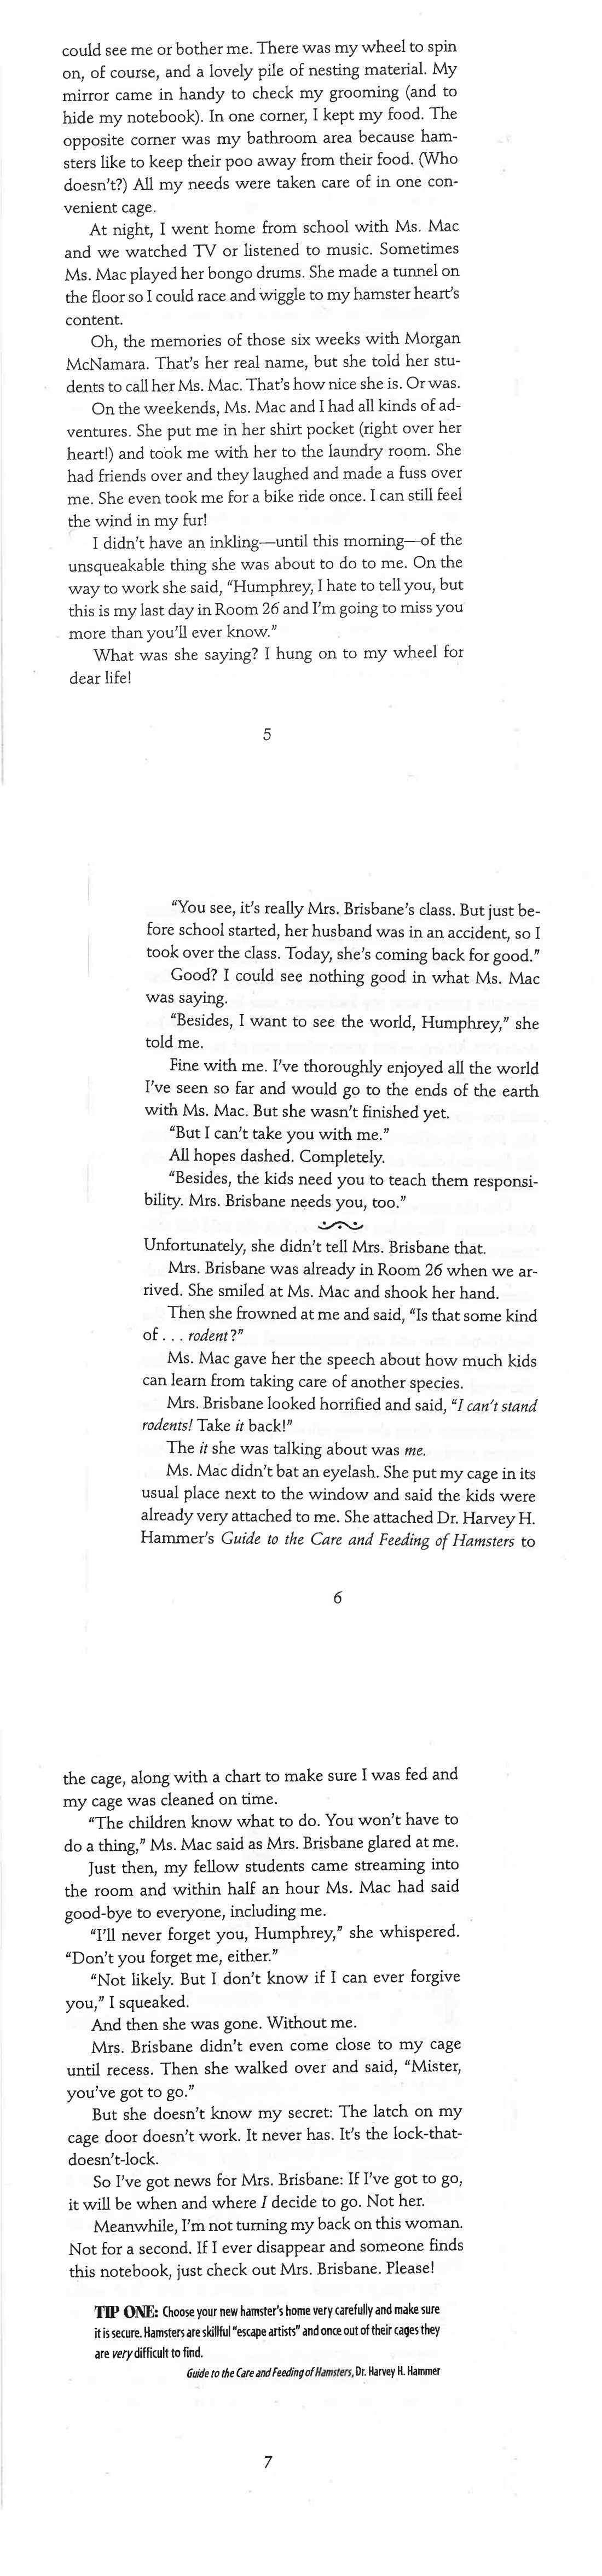 could see me or bother me. There was my wheel to spin
on, of course, and a lovely pile of nesting material. My
mirror came in handy to check my grooming (and to
hide my notebook). In one corner, I kept my food. The
opposite corner was my bathroom area because ham-
sters like to keep their poo away from their food. (Who
doesn't?) All my needs were taken care of in one con-
venient cage.
At night, I went home from school with Ms. Mac
and we watched TV or listened to music. Sometimes
Ms. Mac played her bongo drums. She made a tunnel on
the floor so I could race and wiggle to my hamster heart's
content.
Oh, the memories of those six weeks with Morgan
McNamara. That's her real name, but she told her stu-
dents to call her Ms. Mac. That's how nice she is. Or was.
On the weekends, Ms. Mac and I had all kinds of ad-
ventures. She put me in her shirt pocket (right over her
heart!) and took me with her to the laundry room. She
had friends over and they laughed and made a fuss over
me. She even took me for a bike ride once. I can still feel
the wind in my fur!
I didn't have an inkling—until this morning—of the
unsqueakable thing she was about to do to me. On the
way to work she said, "Humphrey, I hate to tell you, but
this is my last day in Room 26 and I'm going to miss you
more than you'll ever know."
What was she saying? I hung on to my wheel for
dear life!
5
"You see, it's really Mrs. Brisbane's class. But just be-
fore school started, her husband was in an accident, so I
took over the class. Today, she's coming back for good."
Good? I could see nothing good in what Ms. Mac
was saying.
"Besides, I want to see the world, Humphrey," she
told me.
Fine with me. I've thoroughly enjoyed all the world
I've seen so far and would go to the ends of the earth
with Ms. Mac. But she wasn't finished yet.
"But I can't take you with me."
All hopes dashed. Completely.
"Besides, the kids need you to teach them responsi-
bility. Mrs. Brisbane needs you, too."
Unfortunately, she didn't tell Mrs. Brisbane that.
Mrs. Brisbane was already in Room 26 when we ar-
rived. She smiled at Ms. Mac and shook her hand.
Then she frowned at me and said, "Is that some kind
of . . . rodent?"
Ms. Mac gave her the speech about how much kids
can learn from taking care of another species.
Mrs. Brisbane looked horrified and said, "I can't stand
rodents! Take it back!"
The it she was talking about was me.
Ms. Mac didn't bat an eyelash. She put my cage in its
usual place next to the window and said the kids were
already very attached to me. She attached Dr. Harvey H.
Hammer's Guide to the Care and Feeding of Hamsters to
6
the cage, along with a chart to make sure I was fed and
my cage was cleaned on time.
"The children know what to do. You won't have to
do a thing," Ms. Mac said as Mrs. Brisbane glared at me.
Just then, my fellow students came streaming into
the room and within half an hour Ms. Mac had said
good-bye to everyone, including me.
"I'll never forget you, Humphrey," she whispered.
"Don't you forget me, either."
"Not likely. But I don't know if I can ever forgive
you," I squeaked.
And then she was gone. Without me.
Mrs. Brisbane didn't even come close to my cage
until recess. Then she walked over and said, "Mister,
you've got to go."
But she doesn't know my secret: The latch on my
cage door doesn't work. It never has. It's the lock-that-
doesn't-lock.
So I've got news for Mrs. Brisbane: If I've got to go,
it will be when and where I decide to go. Not her.
Meanwhile, I'm not turning my back on this woman.
Not for a second. If I ever disappear and someone finds
this notebook, just check out Mrs. Brisbane. Please!
TIP ONE: Choose your new hamster's home very carefully and make sure
it is secure. Hamsters are skillful "escape artists" and once out of their cages they
are very difficult to find.
Guide to the Care and Feeding of Hamsters, Dr. Harvey H. Hammer
7